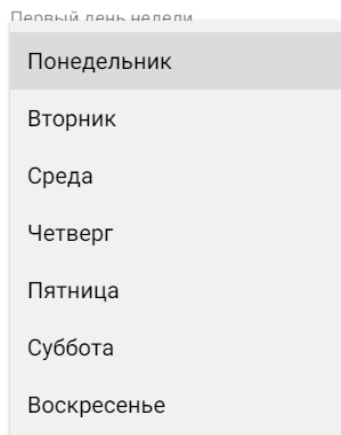 Первый день недели
Понедельник
Вторник
Среда
Четверг
Пятница
Суббота
Воскресенье